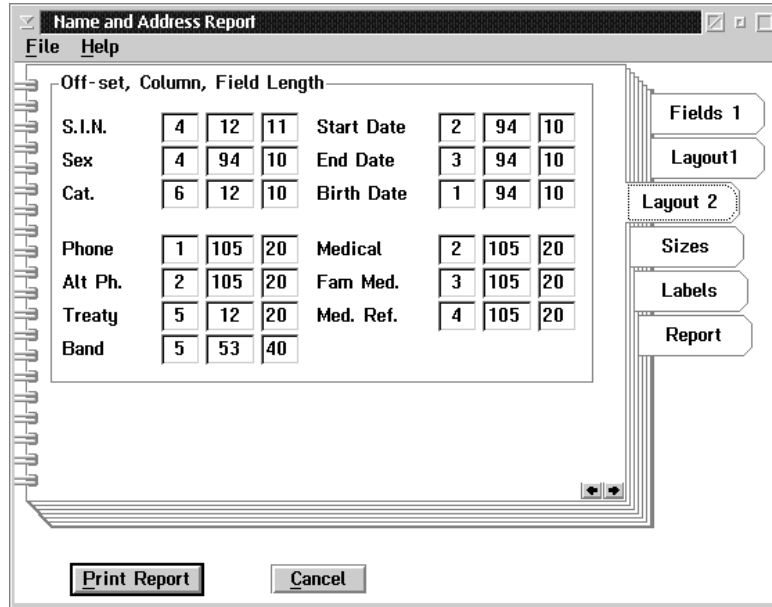 Name and Address Report
File Help
Off-set, Column, Field Length
S.I.N. 4 12 11 Start Date 2 94 10
Sex 4 94 10 End Date 3 94 10
Cat. 6 12 10 Birth Date 1 94 10
Phone 1 105 20 Medical 2 105 20
Alt Ph. 2 105 20 Fam Med. 3 105 20
Treaty 5 12 20 Med. Ref. 4 105 20
Band 5 53 40
Fields 1
Layout1
Layout 2
Sizes
Labels
Report
Print Report Cancel